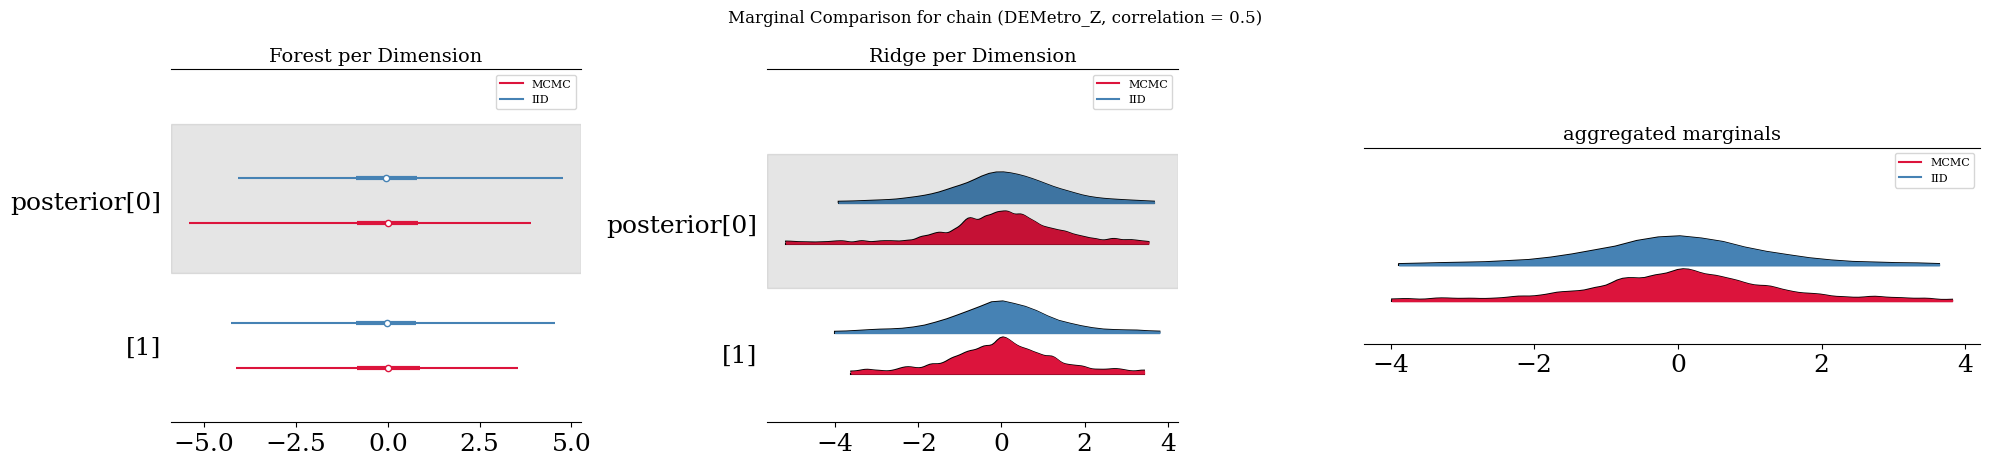 Marginal Comparison for chain (DEMetro_Z, correlation = 0.5)
Forest per Dimension
MCMC
IID
posterior[0]
[1]
−5.0 −2.5 0.0 2.5 5.0
Ridge per Dimension
MCMC
IID
posterior[0]
[1]
−4 −2 0 2 4
aggregated marginals
MCMC
IID
−4 −2 0 2 4